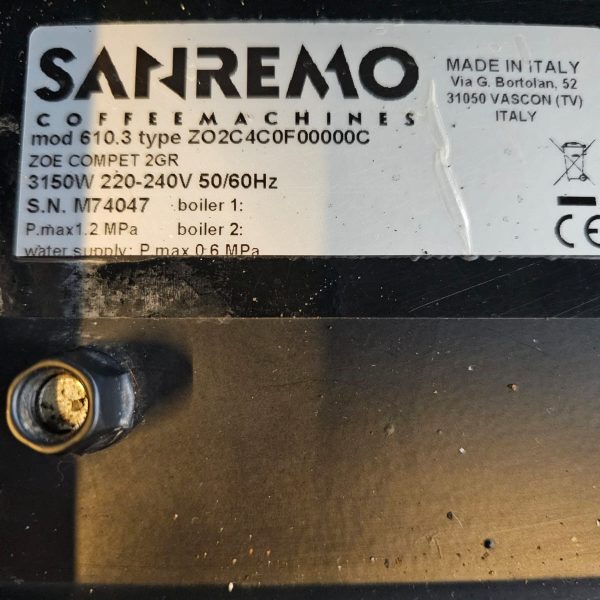 SANREMO
COFFEEMACHINES
mod 610.3 type ZO2C4C0F00000C
ZOE COMPET 2GR
3150W 220-240V 50/60Hz
S.N. M74047 boiler 1:
P.max1.2 MPa boiler 2:
water supply: P max 0.6 MPa
MADE IN ITALY
Via G. Bortolan, 52
31050 VASCON (TV)
ITALY
CE